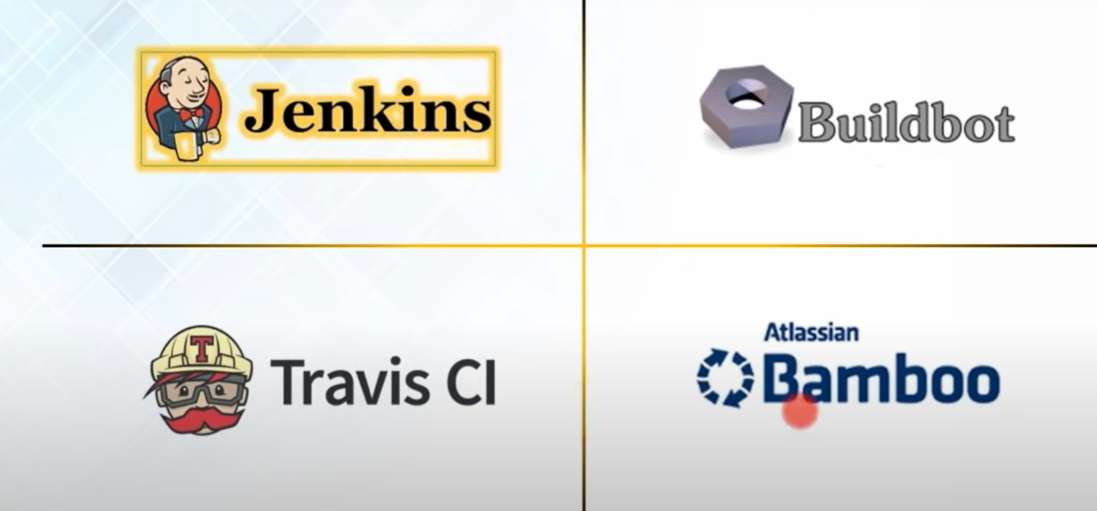 Jenkins
Buildbot
T
Travis CI
Atlassian
Bamboo